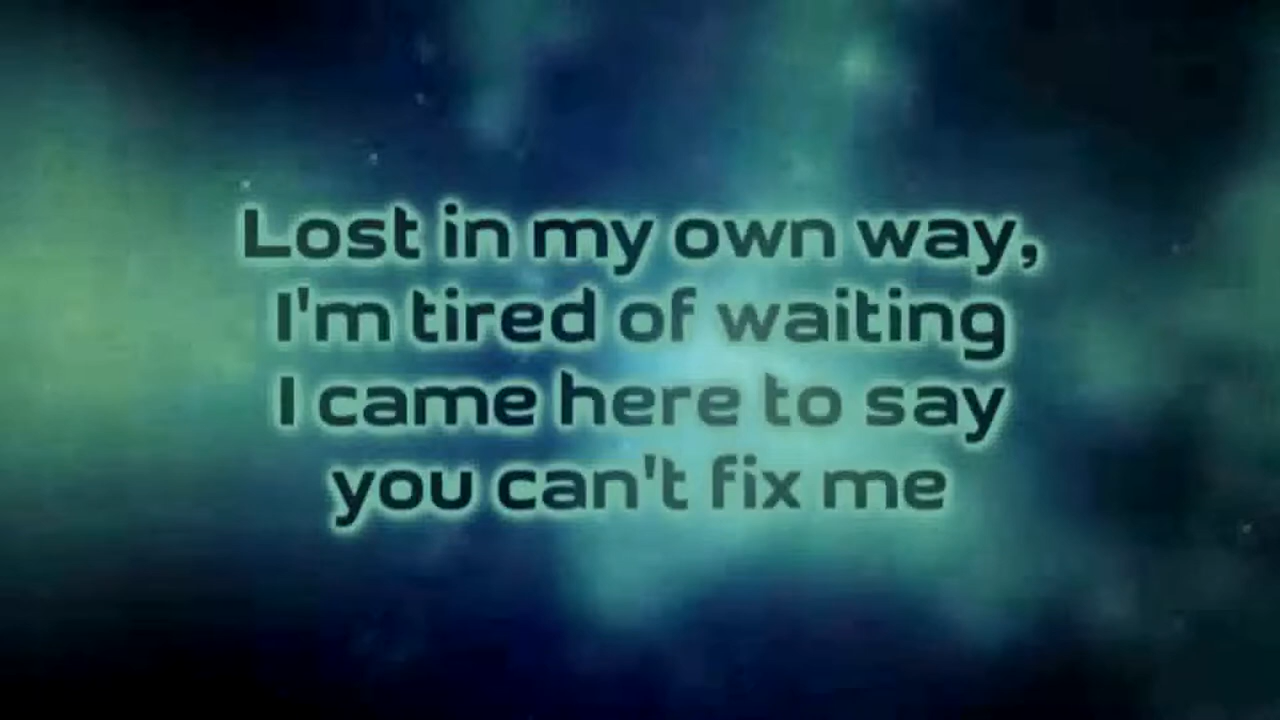 Lost in my own way,
I'm tired of waiting
I came here to say
you can't fix me